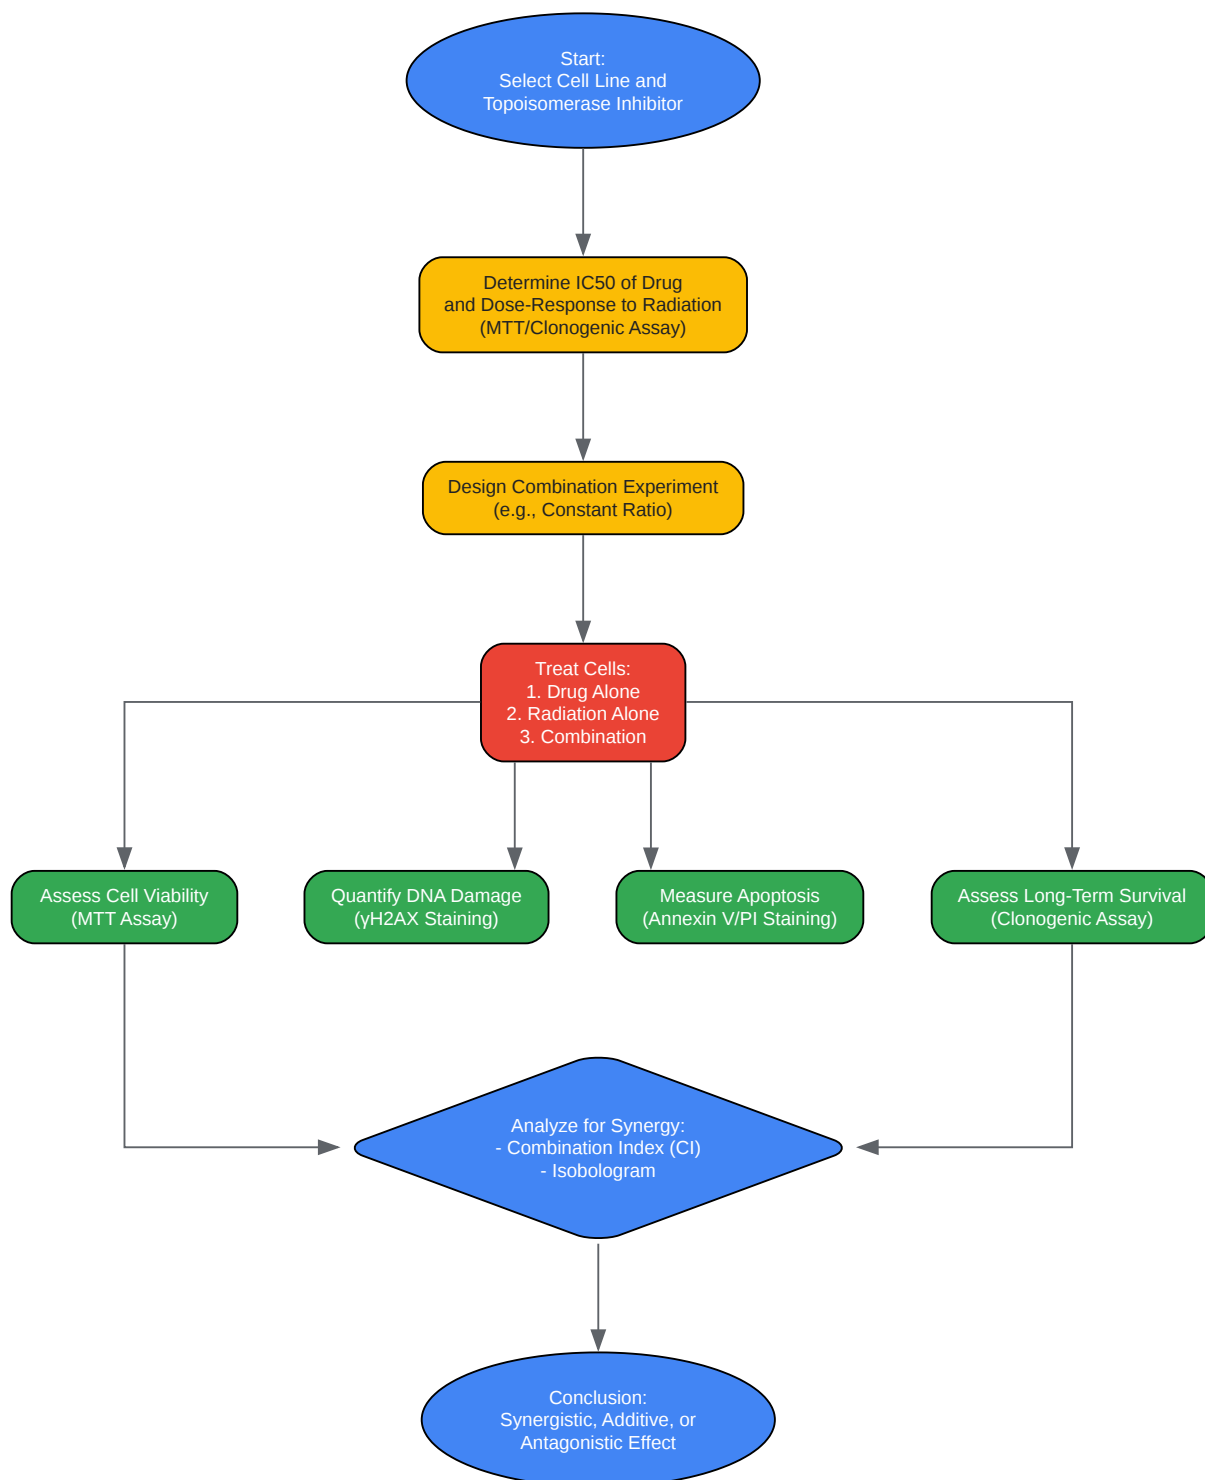 Start:
Select Cell Line and
Topoisomerase Inhibitor
Determine IC50 of Drug
and Dose-Response to Radiation
(MTT/Clonogenic Assay)
Design Combination Experiment
(e.g., Constant Ratio)
Treat Cells:
1. Drug Alone
2. Radiation Alone
3. Combination
Assess Cell Viability
(MTT Assay)
Quantify DNA Damage
(γH2AX Staining)
Measure Apoptosis
(Annexin V/PI Staining)
Assess Long-Term Survival
(Clonogenic Assay)
Analyze for Synergy:
- Combination Index (CI)
- Isobologram
Conclusion:
Synergistic, Additive, or
Antagonistic Effect